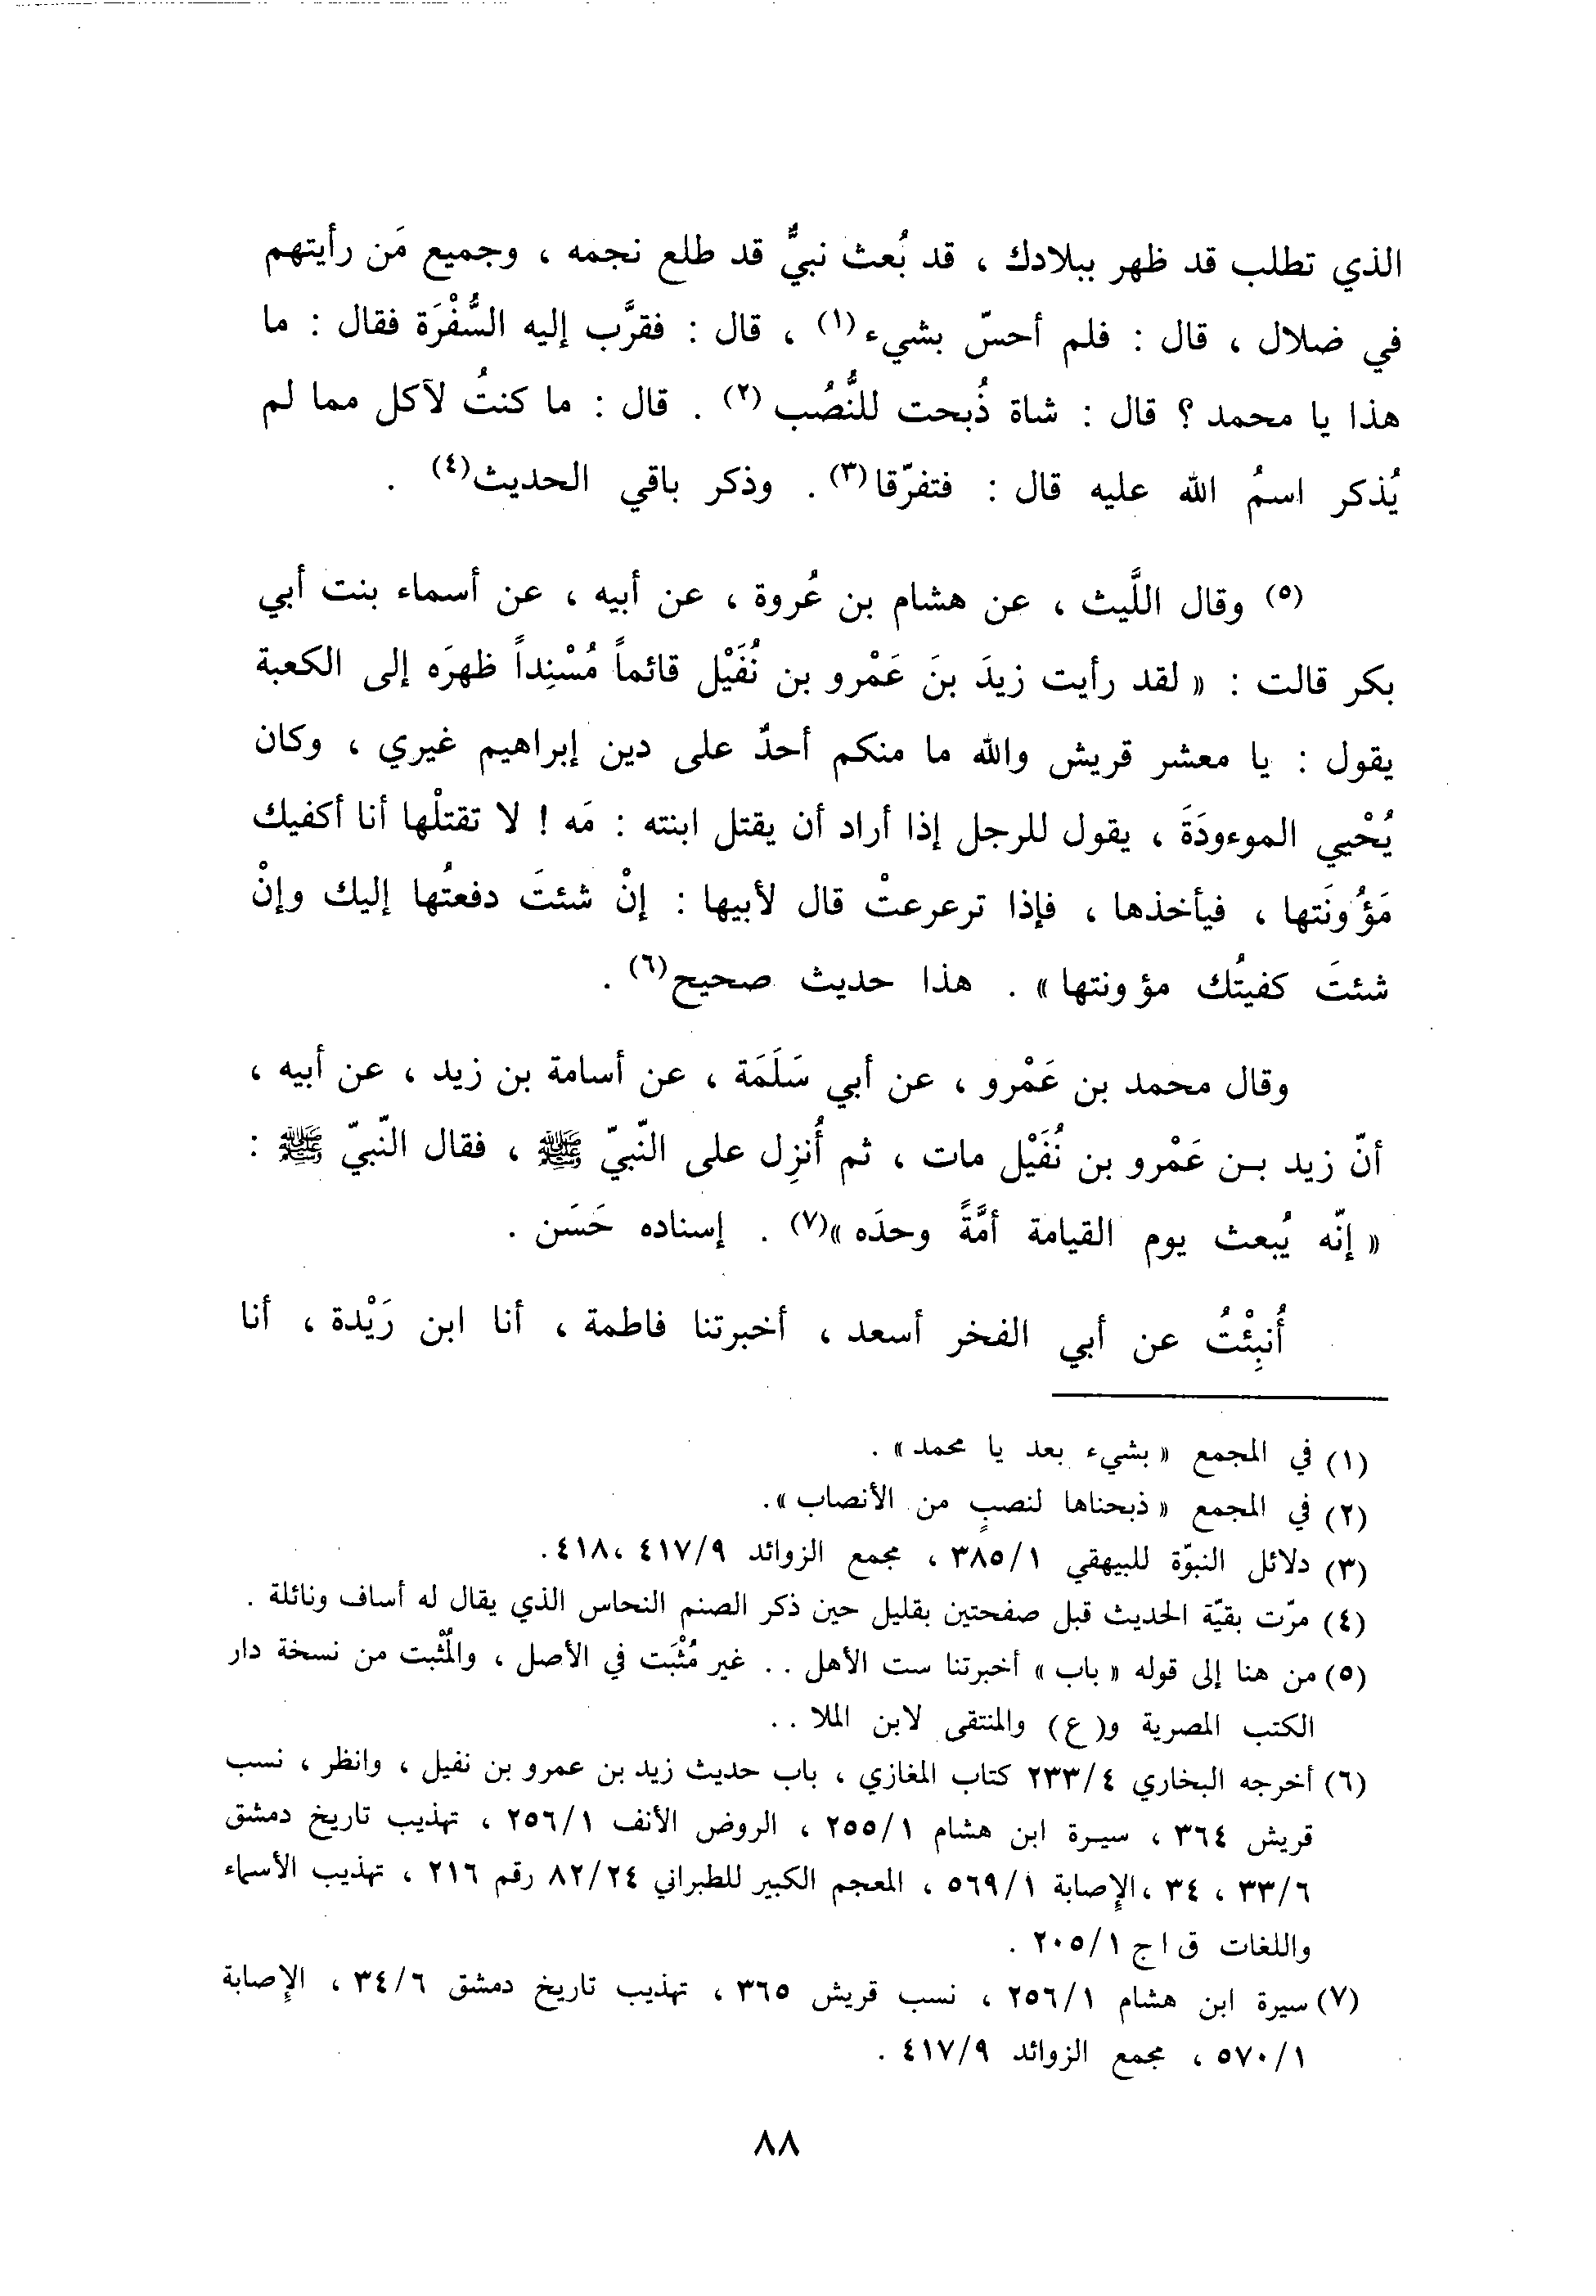 الذي تطلب قد ظهر ببلادك ، قد بُعث نبيٌّ قد طلع نجمه ، وجميع مَن رأيتهم
في ضلال ، قال : فلم أحسّ بشيء(١) ، قال : فقرَّب إليه السُّفْرَة فقال : ما
هذا يا محمد ؟ قال : شاة ذُبحت للنُّصُب(٢) . قال : ما كنتُ لآكل مما لم
يُذكر اسمُ الله عليه قال : فتفرّقا(٣) . وذكر باقي الحديث(٤) .
(٥) وقال اللَّيث ، عن هشام بن عُروة ، عن أبيه ، عن أسماء بنت أبي
بكر قالت : « لقد رأيت زيدَ بنَ عَمْرو بن نُفَيْل قائماً مُسْنِداً ظهرَه إلى الكعبة
يقول : يا معشر قريش والله ما منكم أحدٌ على دين إبراهيم غيري ، وكان
يُحْيي الموءودَةَ ، يقول للرجل إذا أراد أن يقتل ابنته : مَه ! لا تقتلْها أنا أكفيك
مَؤُونَتها ، فيأخذها ، فإذا ترعرعتْ قال لأبيها : إنْ شئتَ دفعتُها إليك وإنْ
شئتَ كفيتُك مؤونتها » . هذا حديث صحيح(٦) .
وقال محمد بن عَمْرو ، عن أبي سَلَمَة ، عن أسامة بن زيد ، عن أبيه ،
أنّ زيد بن عَمْرو بن نُفَيْل مات ، ثم أُنزِل على النّبيّ ﷺ ، فقال النّبيّ ﷺ :
« إنّه يُبعث يوم القيامة أمَّةً وحدَه »(٧) . إسناده حَسَن .
أُنبِئْتُ عن أبي الفخر أسعد ، أخبرتنا فاطمة ، أنا ابن رَيْدة ، أنا
(١) في المجمع « بشيء بعد يا محمد » .
(٢) في المجمع « ذبحناها لنصبٍ من الأنصاب » .
(٣) دلائل النبوّة للبيهقي ٣٨٥/١ ، مجمع الزوائد ٤١٧/٩ ،٤١٨.
(٤) مرّت بقيّة الحديث قبل صفحتين بقليل حين ذكر الصنم النحاس الذي يقال له أساف ونائلة .
(٥) من هنا إلى قوله « باب » أخبرتنا ست الأهل .. غير مُثْبَت في الأصل ، والمُثْبت من نسخة دار
الكتب المصرية و(ع) والمنتقى لابن الملا ..
(٦) أخرجه البخاري ٢٣٣/٤ كتاب المغازي ، باب حديث زيد بن عمرو بن نفيل ، وانظر ، نسب
قريش ٣٦٤ ، سيرة ابن هشام ٢٥٥/١ ، الروض الأنف ٢٥٦/١ ، تهذيب تاريخ دمشق
٣٣/٦ ، ٣٤ ،الإصابة ٥٦٩/١ ، المعجم الكبير للطبراني ٨٢/٢٤ رقم ٢١٦ ، تهذيب الأسماء
واللغات ق ١ ج ٢٠٥/١ .
(٧) سيرة ابن هشام ٢٥٦/١ ، نسب قريش ٣٦٥ ، تهذيب تاريخ دمشق ٣٤/٦ ، الإصابة
٥٧٠/١ ، مجمع الزوائد ٤١٧/٩ .
٨٨